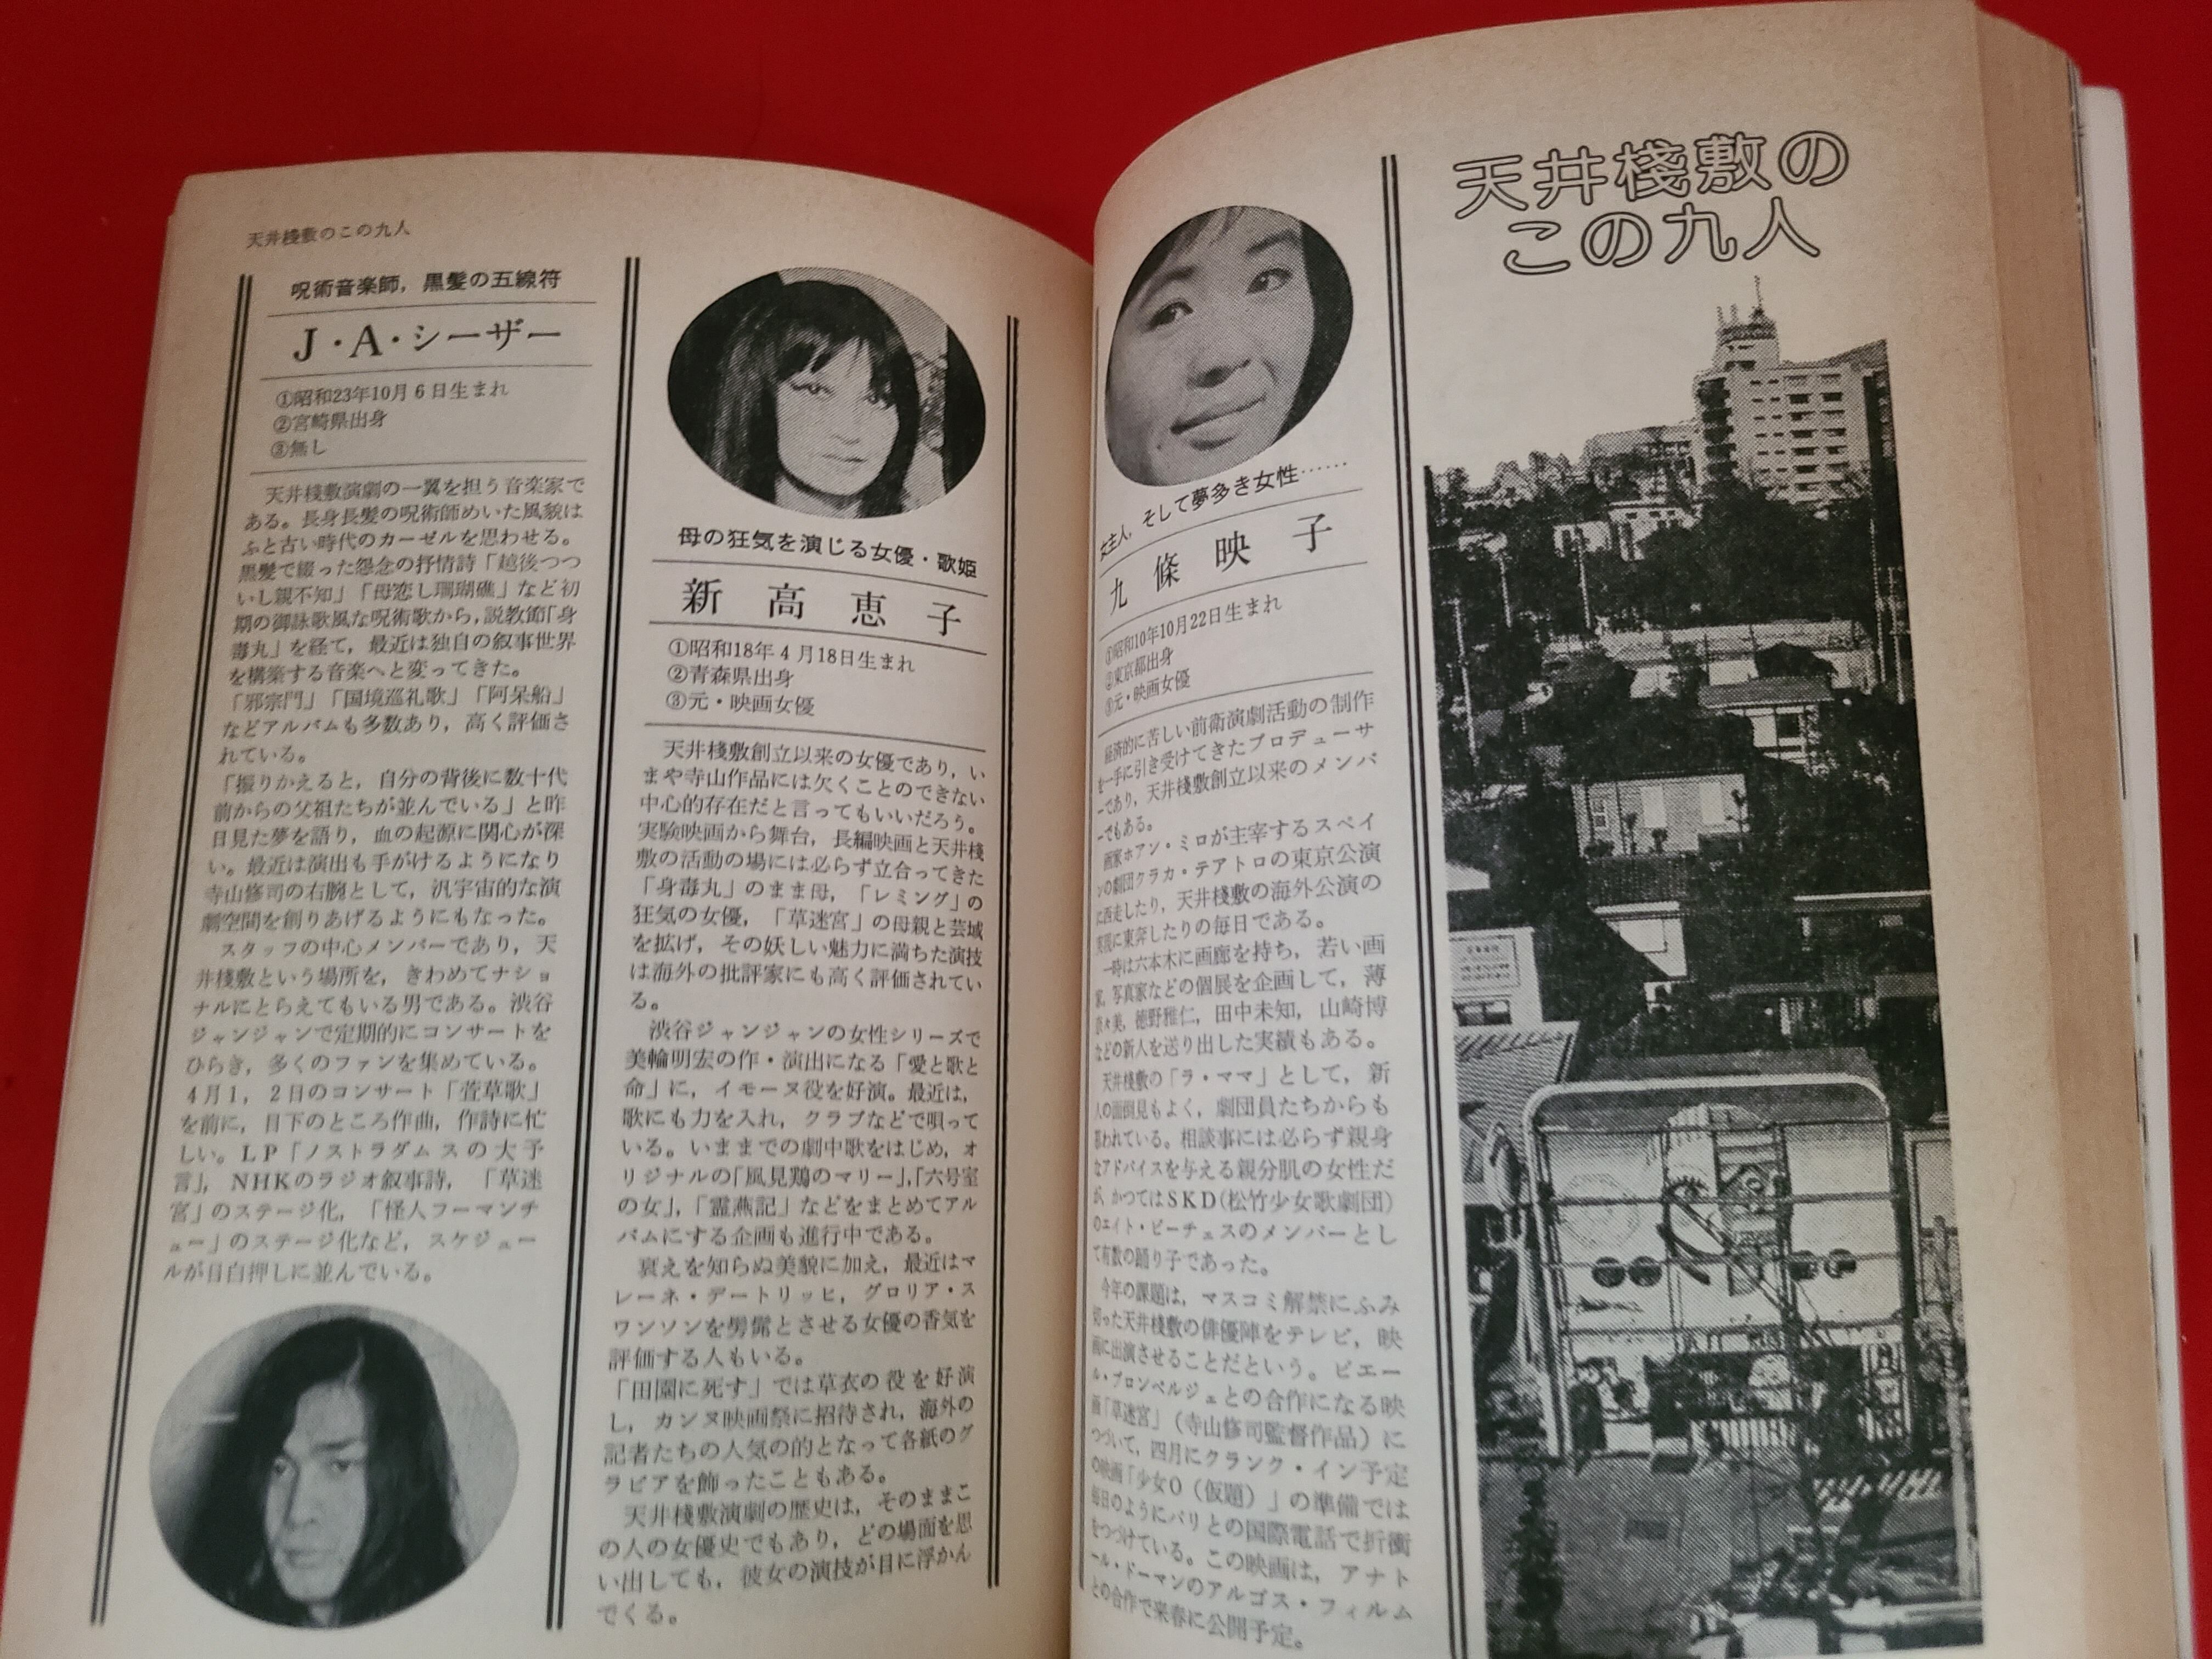 天井棧敷の
この九人
女主人，そして夢多き女性……
九條映子
①昭和10年10月22日生まれ
②東京都出身
③元・映画女優
経済的に苦しい前衛演劇活動の制作
を一手に引き受けてきたプロデューサ
ーであり，天井棧敷創立以来のメンバ
ーでもある。
画家ホアン・ミロが主宰するスペイ
ンの劇団クラカ・テアトロの東京公演
に西走したり，天井棧敷の海外公演の
実現に東奔したりの毎日である。
一時は六本木に画廊を持ち，若い画
家，写真家などの個展を企画して，薄
奈々美，徳野雅仁，田中未知，山崎博
などの新人を送り出した実績もある。
天井棧敷の「ラ・ママ」として，新
人の面倒見もよく，劇団員たちからも
慕われている。相談事には必らず親身
なアドバイスを与える親分肌の女性だ
が，かつてはSKD（松竹少女歌劇団）
のエイト・ピーチェスのメンバーとし
て有数の踊り子であった。
今年の課題は，マスコミ解禁にふみ
切った天井棧敷の俳優陣をテレビ，映
画に出演させることだという。ピエー
ル・ブロンベルジェとの合作になる映
画「草迷宮」（寺山修司監督作品）に
つづいて，四月にクランク・イン予定
の映画「少女O（仮題）」の準備では
毎日のようにパリとの国際電話で折衝
をつづけている。この映画は，アナト
ール・ドーマンのアルゴス・フィルム
との合作で来春に公開予定。
天井棧敷のこの九人
母の狂気を演じる女優・歌姫
新高恵子
①昭和18年4月18日生まれ
②青森県出身
③元・映画女優
天井棧敷創立以来の女優であり，い
まや寺山作品には欠くことのできない
中心的存在だと言ってもいいだろう。
実験映画から舞台，長編映画と天井棧
敷の活動の場には必らず立合ってきた
「身毒丸」のまま母，「レミング」の
狂気の女優，「草迷宮」の母親と芸域
を拡げ，その妖しい魅力に満ちた演技
は海外の批評家にも高く評価されてい
る。
渋谷ジャンジャンの女性シリーズで
美輪明宏の作・演出になる「愛と歌と
命」に，イモーヌ役を好演。最近は，
歌にも力を入れ，クラブなどで唄って
いる。いままでの劇中歌をはじめ，オ
リジナルの「風見鶏のマリー」，「六号室
の女」，「霊燕記」などをまとめてアル
バムにする企画も進行中である。
衰えを知らぬ美貌に加え，最近はマ
レーネ・デートリッヒ，グロリア・ス
ワンソンを髣髴とさせる女優の香気を
評価する人もいる。
「田園に死す」では草衣の役を好演
し，カンヌ映画祭に招待され，海外の
記者たちの人気の的となって各紙のグ
ラビアを飾ったこともある。
天井棧敷演劇の歴史は，そのままこ
の人の女優史でもあり，どの場面を思
い出しても，彼女の演技が目に浮かん
でくる。
呪術音楽師，黒髪の五線符
J・A・シーザー
①昭和23年10月6日生まれ
②宮崎県出身
③無し
天井棧敷演劇の一翼を担う音楽家で
ある。長身長髪の呪術師めいた風貌は
ふと古い時代のカーゼルを思わせる。
黒髪で綴った怨念の抒情詩「越後つつ
いし親不知」「母恋し珊瑚礁」など初
期の御詠歌風な呪術歌から，説教節「身
毒丸」を経て，最近は独自の叙事世界
を構築する音楽へと変ってきた。
「邪宗門」「国境巡礼歌」「阿呆船」
などアルバムも多数あり，高く評価さ
れている。
「振りかえると，自分の背後に数十代
前からの父祖たちが並んでいる」と昨
日見た夢を語り，血の起源に関心が深
い。最近は演出も手がけるようになり
寺山修司の右腕として，汎宇宙的な演
劇空間を創りあげるようにもなった。
スタッフの中心メンバーであり，天
井棧敷という場所を，きわめてナショ
ナルにとらえてもいる男である。渋谷
ジャンジャンで定期的にコンサートを
ひらき，多くのファンを集めている。
4月1，2日のコンサート「萱草歌」
を前に，目下のところ作曲，作詩に忙
しい。LP「ノストラダムスの大予
言」，NHKのラジオ叙事詩，「草迷
宮」のステージ化，「怪人フーマンチ
ュー」のステージ化など，スケジュー
ルが目白押しに並んでいる。